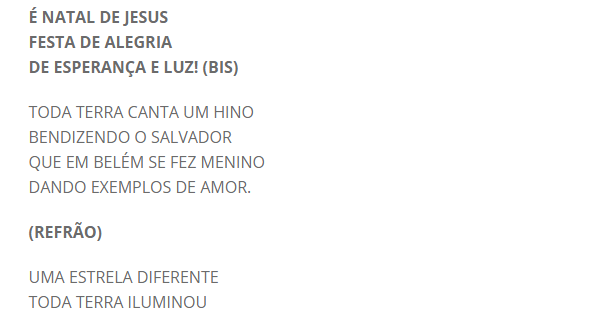 É NATAL DE JESUS
FESTA DE ALEGRIA
DE ESPERANÇA E LUZ! (BIS)
TODA TERRA CANTA UM HINO
BENDIZENDO O SALVADOR
QUE EM BELÉM SE FEZ MENINO
DANDO EXEMPLOS DE AMOR.
(REFRÃO)
UMA ESTRELA DIFERENTE
TODA TERRA ILUMINOU